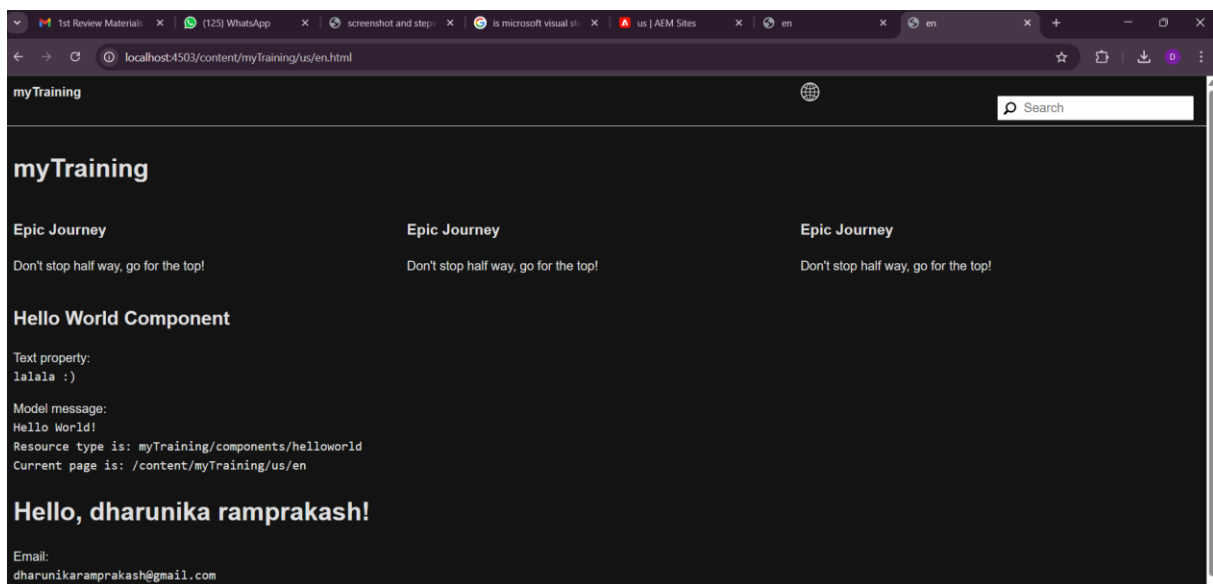 1st Review Materials
(125) WhatsApp
screenshot and steps
is microsoft visual stu
us | AEM Sites
en
en
localhost:4503/content/myTraining/us/en.html
D
myTraining
Search
myTraining
Epic Journey
Epic Journey
Epic Journey
Don't stop half way, go for the top!
Don't stop half way, go for the top!
Don't stop half way, go for the top!
Hello World Component
Text property:
lalala :)
Model message:
Hello World!
Resource type is: myTraining/components/helloworld
Current page is: /content/myTraining/us/en
Hello, dharunika ramprakash!
Email:
dharunikaramprakash@gmail.com